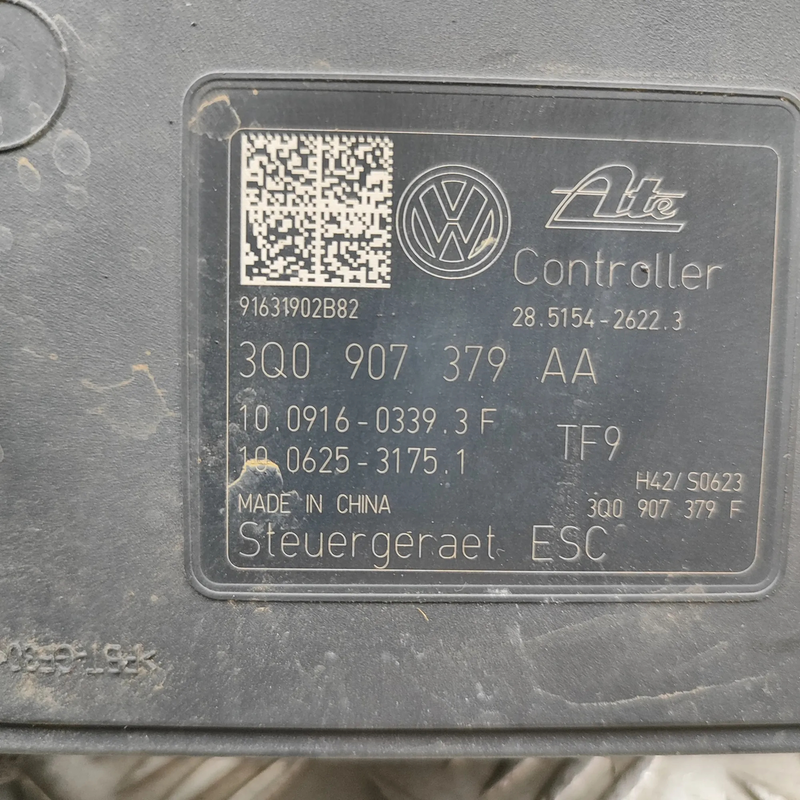 Ate
Controller
91631902B82
28.5154-2622.3
3Q0 907 379 AA
10.0916-0339.3 F
TF9
10.0625-3175.1
H42/S0623
MADE IN CHINA
3Q0 907 379 F
Steuergeraet ESC